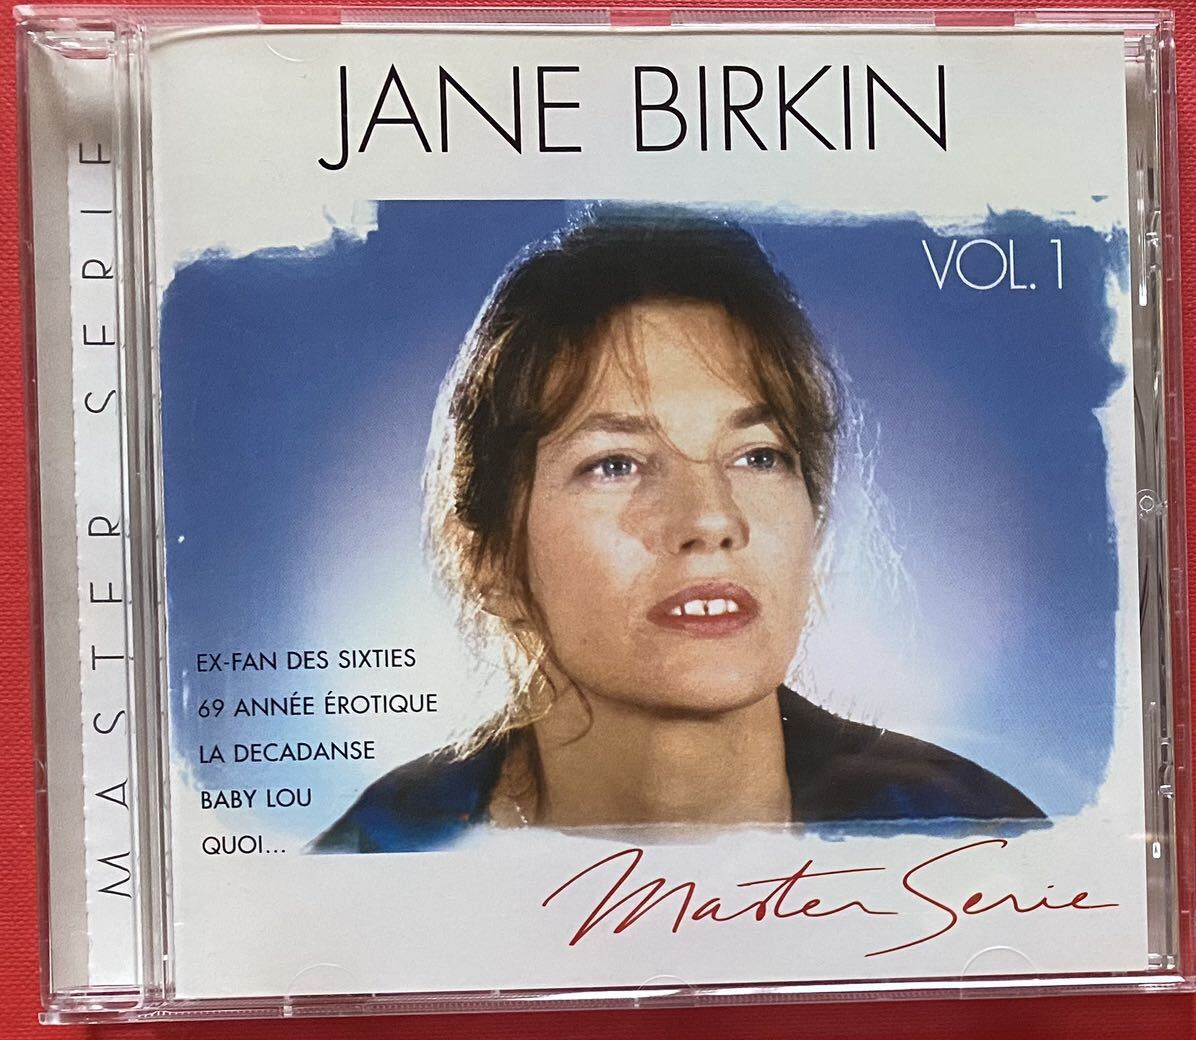 JANE BIRKIN
VOL. 1
EX-FAN DES SIXTIES
69 ANNÉE ÉROTIQUE
LA DECADANSE
BABY LOU
QUOI...
Master Serie
MASTER SERIE